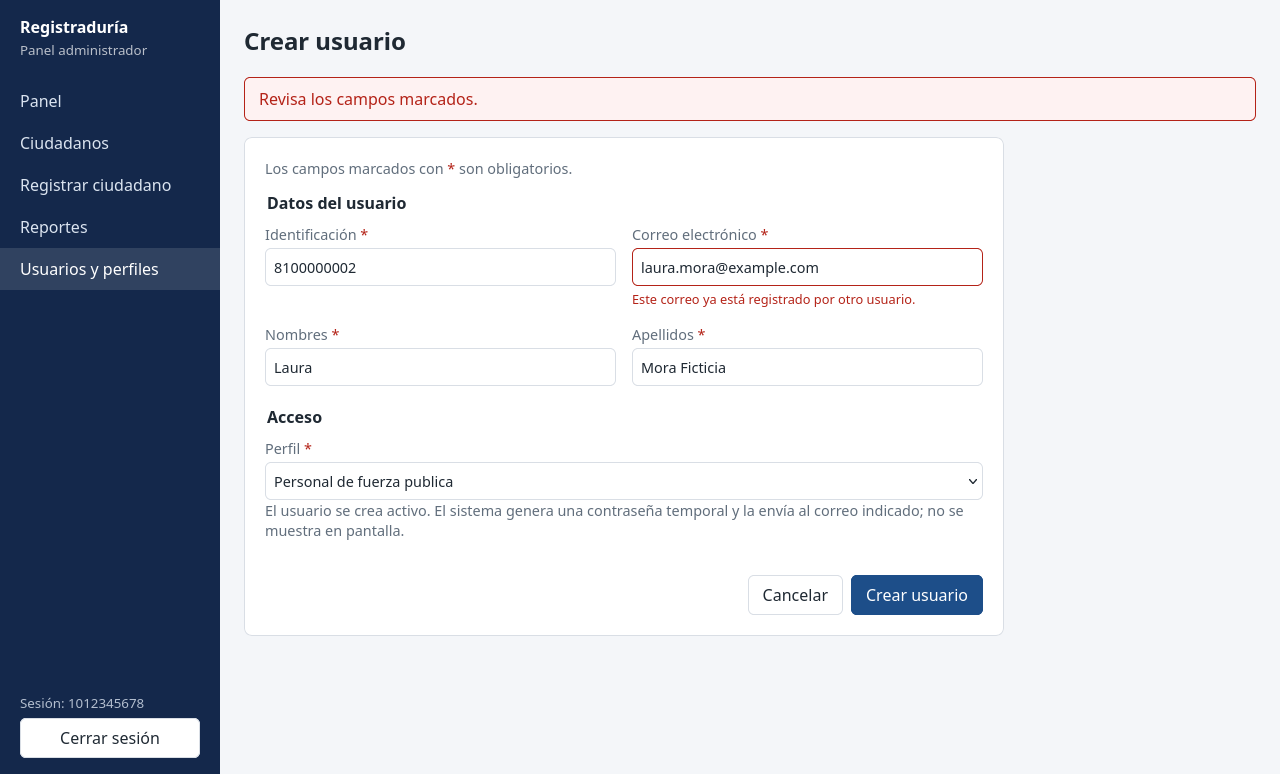 Registraduría
Panel administrador
Panel
Ciudadanos
Registrar ciudadano
Reportes
Usuarios y perfiles
Sesión: 1012345678
Cerrar sesión
Crear usuario
Revisa los campos marcados.
Los campos marcados con * son obligatorios.
Datos del usuario
Identificación *
8100000002
Correo electrónico *
laura.mora@example.com
Este correo ya está registrado por otro usuario.
Nombres *
Laura
Apellidos *
Mora Ficticia
Acceso
Perfil *
Personal de fuerza publica
El usuario se crea activo. El sistema genera una contraseña temporal y la envía al correo indicado; no se
muestra en pantalla.
Cancelar
Crear usuario